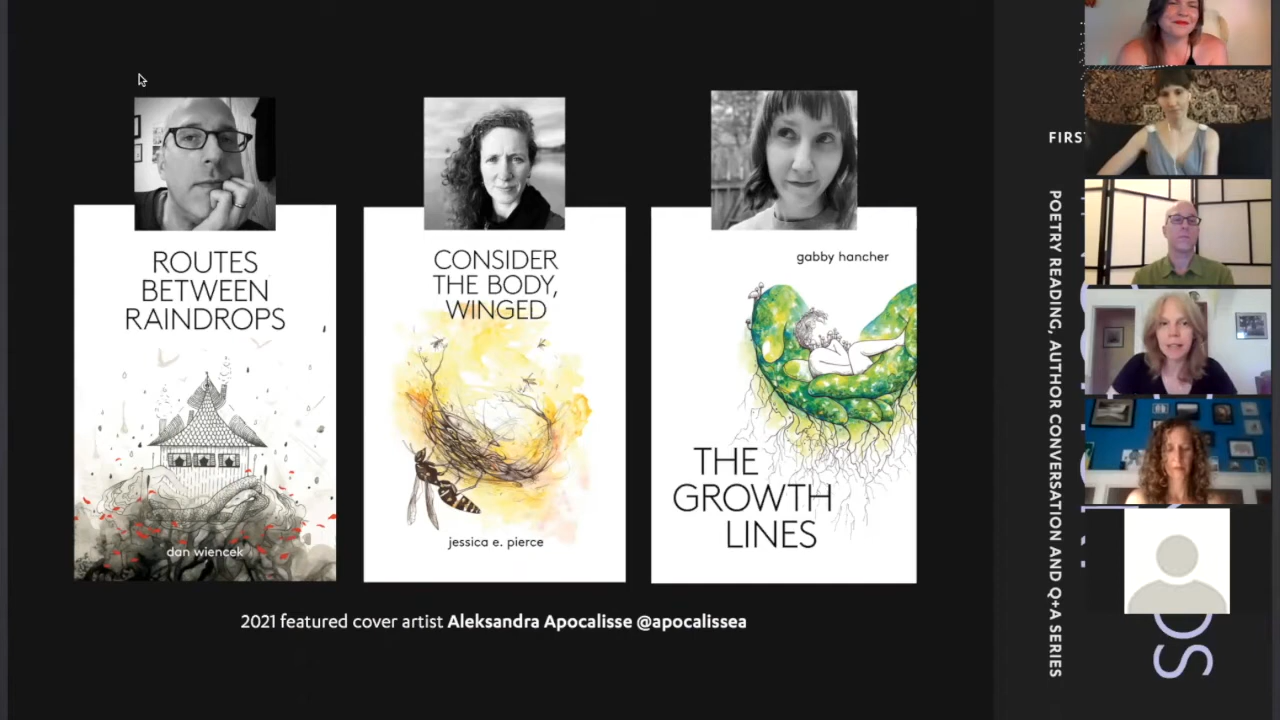 ROUTES
BETWEEN
RAINDROPS
dan wiencek
CONSIDER
THE BODY,
WINGED
jessica e. pierce
gabby hancher
THE
GROWTH
LINES
2021 featured cover artist Aleksandra Apocalisse @apocalissea
POETRY READING, AUTHOR CONVERSATION AND Q+A SERIES